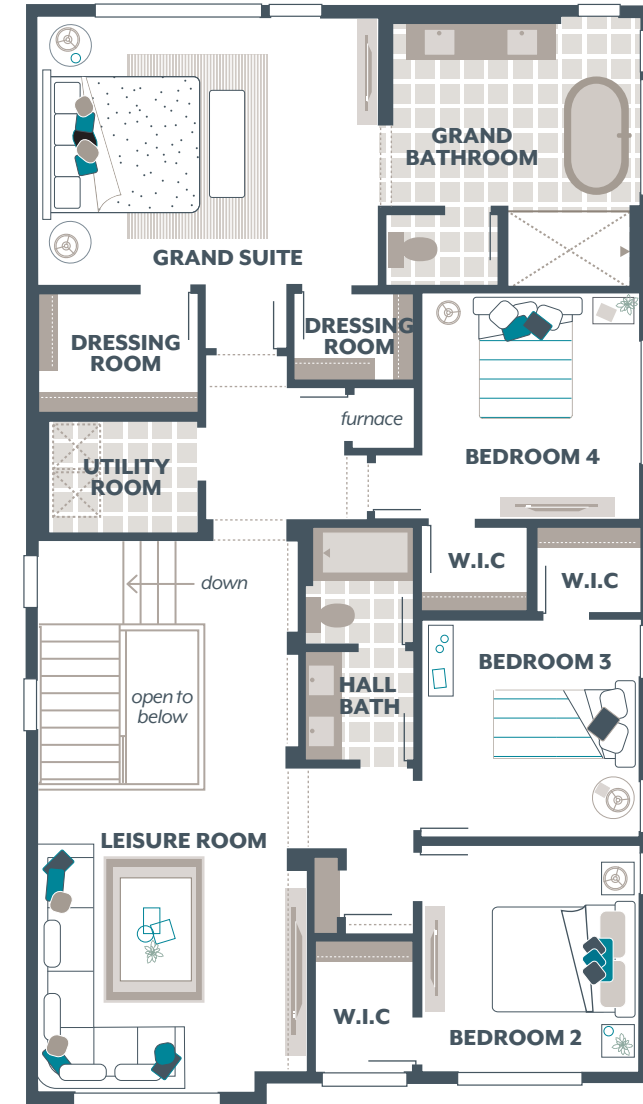 GRAND
BATHROOM
GRAND SUITE
DRESSING
ROOM
DRESSING
ROOM
furnace
BEDROOM 4
UTILITY
ROOM
W.I.C
W.I.C
down
BEDROOM 3
HALL
BATH
open to
below
LEISURE ROOM
W.I.C
BEDROOM 2